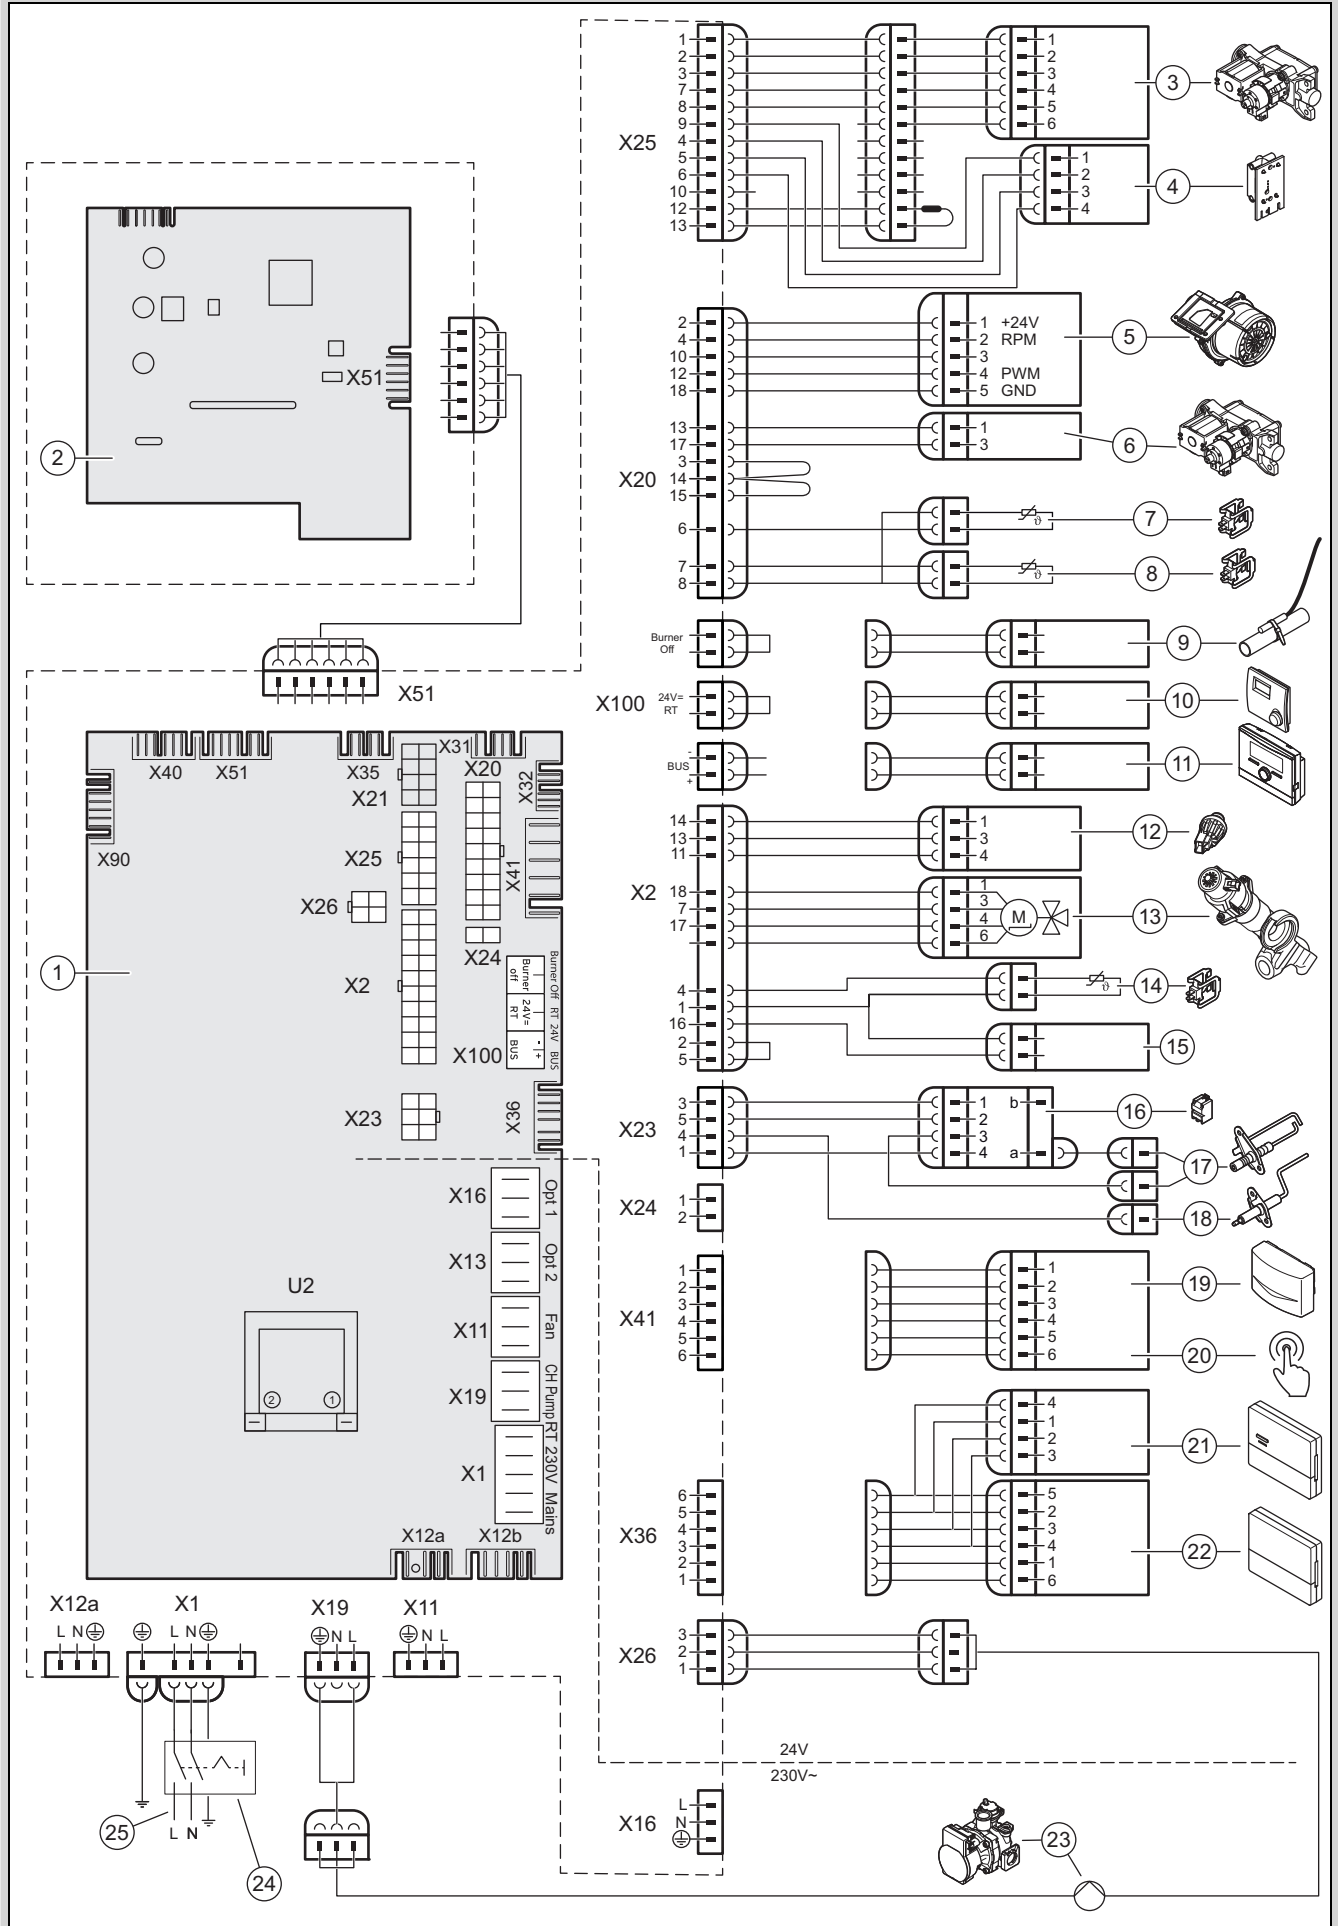 1
2
3
7
8
9
4
5
6
10
12
13
X25
1
2
3
4
5
6
3
1
2
3
4
4
X51
2
2
4
10
12
18
1 +24V
2 RPM
3
4 PWM
5 GND
5
13
17
3
14
15
6
7
8
X20
1
3
6
ϑ
7
ϑ
8
Burner
Off
9
X100
24V=
RT
10
-
BUS
+
11
X51
X40
X51
X35
X31
X20
X32
X21
X90
X25
X41
X26
X24
X2
Burner Off RT 24V BUS
Burner
off
24V=
RT
- +
BUS
X100
X23
X36
1
X16
Opt 1
X13
Opt 2
X11
Fan
X19
CH Pump
X1
RT 230V Mains
U2
2
1
X12a
X12b
14
13
11
1
3
4
12
X2
18
7
17
1
3
4
6
M
13
4
1
16
2
5
ϑ
14
15
X23
3
5
4
1
1
2
3
4
b
a
16
17
X24
1
2
18
X41
1
2
3
4
5
6
1
2
3
4
5
6
19
20
4
1
2
3
21
X36
6
5
4
3
2
1
5
2
3
4
1
6
22
X26
3
2
1
X12a
L N
X1
L N
X19
N L
X11
N L
24V
230V~
X16
L
N
23
25
L N
24